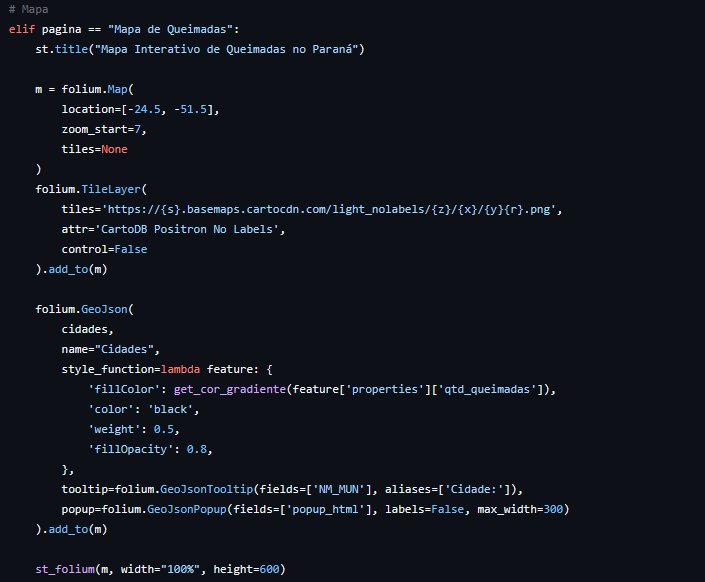 # Mapa
elif pagina == "Mapa de Queimadas":
    st.title("Mapa Interativo de Queimadas no Paraná")

    m = folium.Map(
        location=[-24.5, -51.5],
        zoom_start=7,
        tiles=None
    )
    folium.TileLayer(
        tiles='https://{s}.basemaps.cartocdn.com/light_nolabels/{z}/{x}/{y}{r}.png',
        attr='CartoDB Positron No Labels',
        control=False
    ).add_to(m)

    folium.GeoJson(
        cidades,
        name="Cidades",
        style_function=lambda feature: {
            'fillColor': get_cor_gradiente(feature['properties']['qtd_queimadas']),
            'color': 'black',
            'weight': 0.5,
            'fillOpacity': 0.8,
        },
        tooltip=folium.GeoJsonTooltip(fields=['NM_MUN'], aliases=['Cidade:']),
        popup=folium.GeoJsonPopup(fields=['popup_html'], labels=False, max_width=300)
    ).add_to(m)

    st_folium(m, width="100%", height=600)